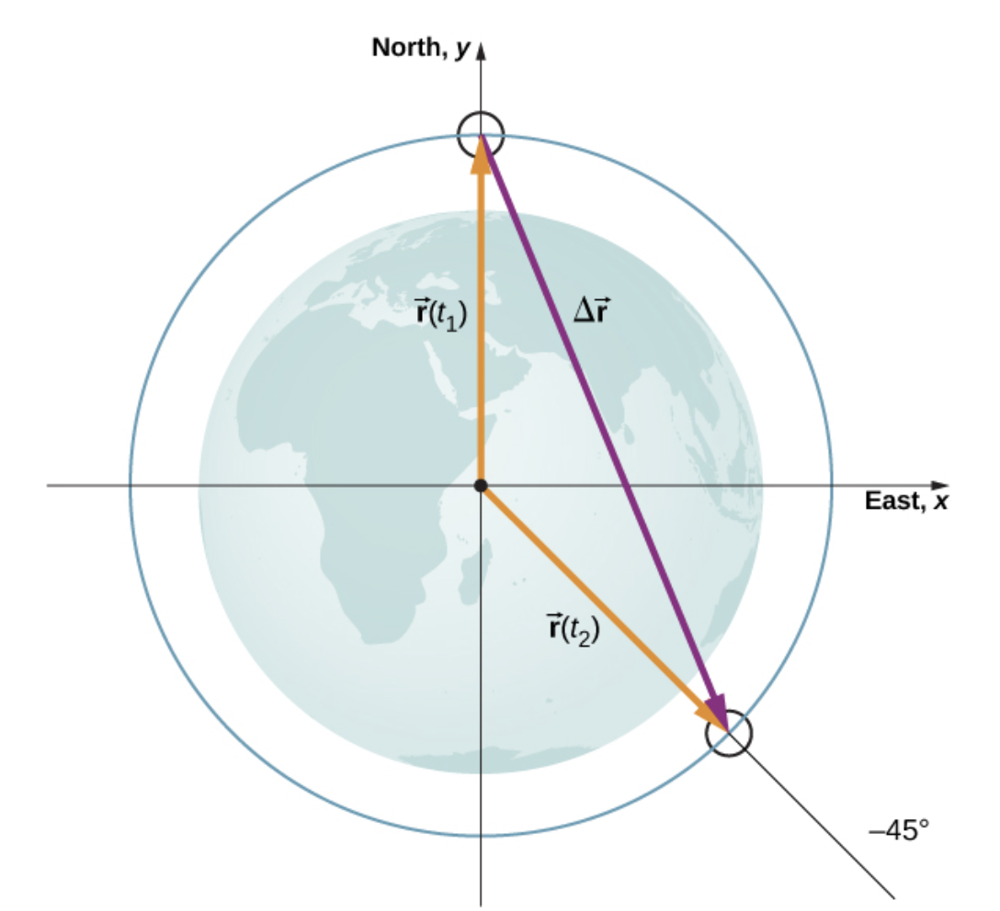 North, y
r⃗(t₁)
Δr⃗
East, x
r⃗(t₂)
–45°